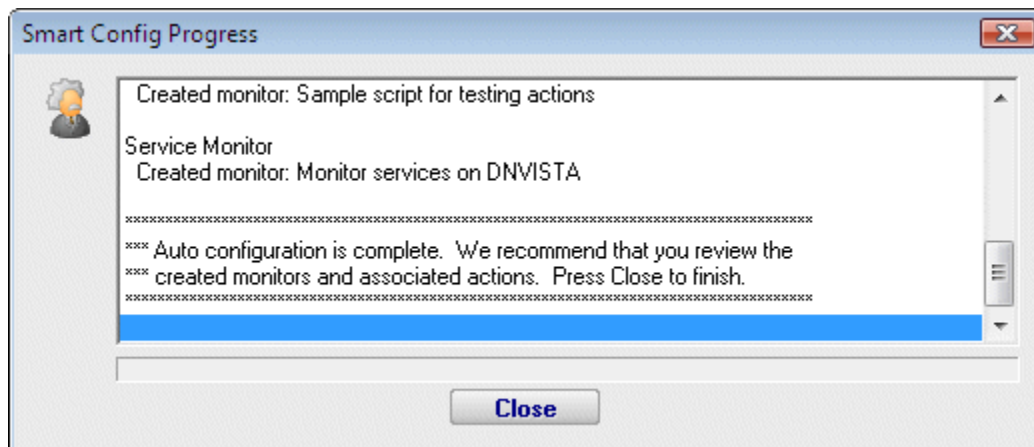 Smart Config Progress
Created monitor: Sample script for testing actions
Service Monitor
Created monitor: Monitor services on DNVISTA
**************************************************************************************
*** Auto configuration is complete.  We recommend that you review the
*** created monitors and associated actions.  Press Close to finish.
**************************************************************************************
Close